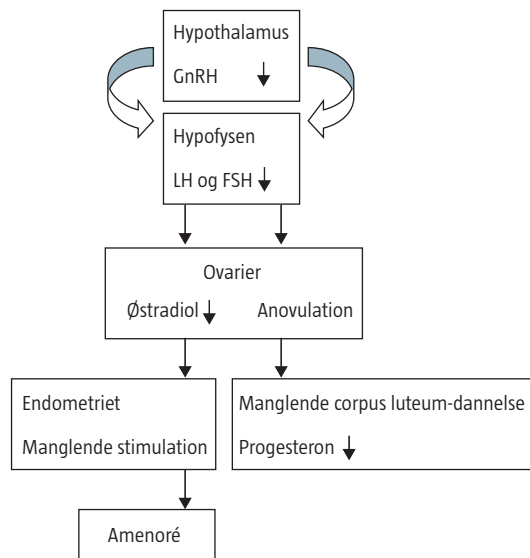 Hypothalamus
GnRH
Hypofysen
LH og FSH
Ovarier
Østradiol Anovulation
Endometriet
Manglende stimulation
Manglende corpus luteum-dannelse
Progesteron
Amenoré